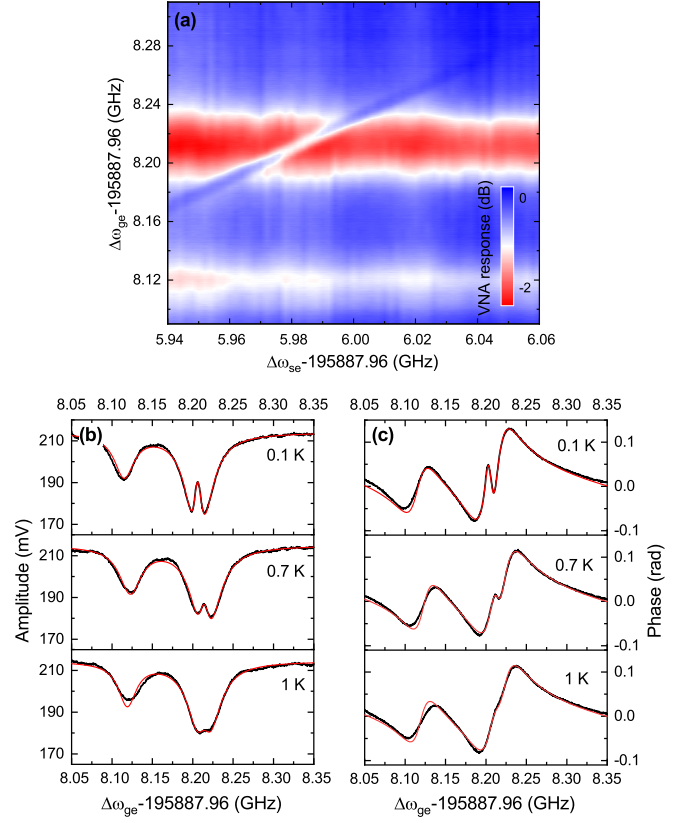 (a)
8.28
8.24
8.20
8.16
8.12
Δω_ge-195887.96 (GHz)
VNA response (dB)
0
-2
5.94 5.96 5.98 6.00 6.02 6.04 6.06
Δω_se-195887.96 (GHz)
8.05 8.10 8.15 8.20 8.25 8.30 8.35
(b)
210
0.1 K
190
170
210
0.7 K
190
165
210
1 K
190
165
Amplitude (mV)
8.05 8.10 8.15 8.20 8.25 8.30 8.35
Δω_ge-195887.96 (GHz)
8.05 8.10 8.15 8.20 8.25 8.30 8.35
(c)
0.1 K
0.1
0.0
-0.1
0.7 K
0.1
0.0
-0.1
1 K
0.1
0.0
-0.1
Phase (rad)
8.05 8.10 8.15 8.20 8.25 8.30 8.35
Δω_ge-195887.96 (GHz)